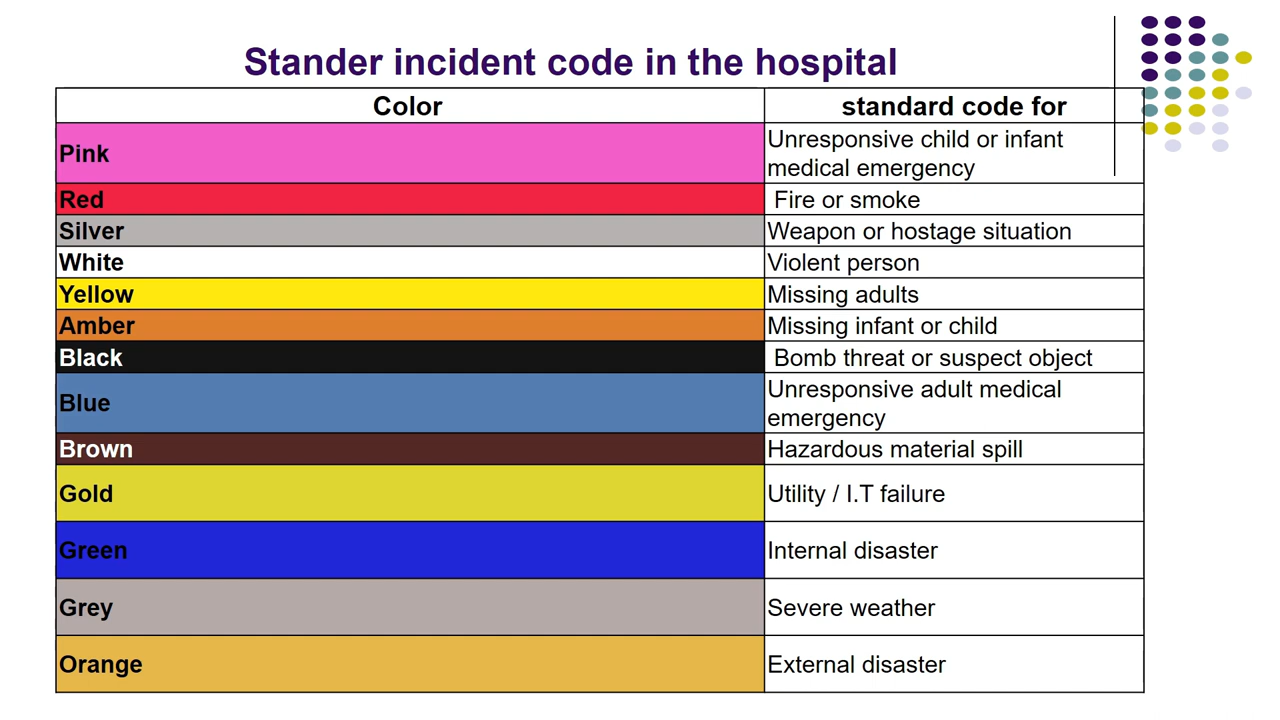 Stander incident code in the hospital
Color standard code for
Pink Unresponsive child or infant
medical emergency
Red Fire or smoke
Silver Weapon or hostage situation
White Violent person
Yellow Missing adults
Amber Missing infant or child
Black Bomb threat or suspect object
Blue Unresponsive adult medical
emergency
Brown Hazardous material spill
Gold Utility / I.T failure
Green Internal disaster
Grey Severe weather
Orange External disaster